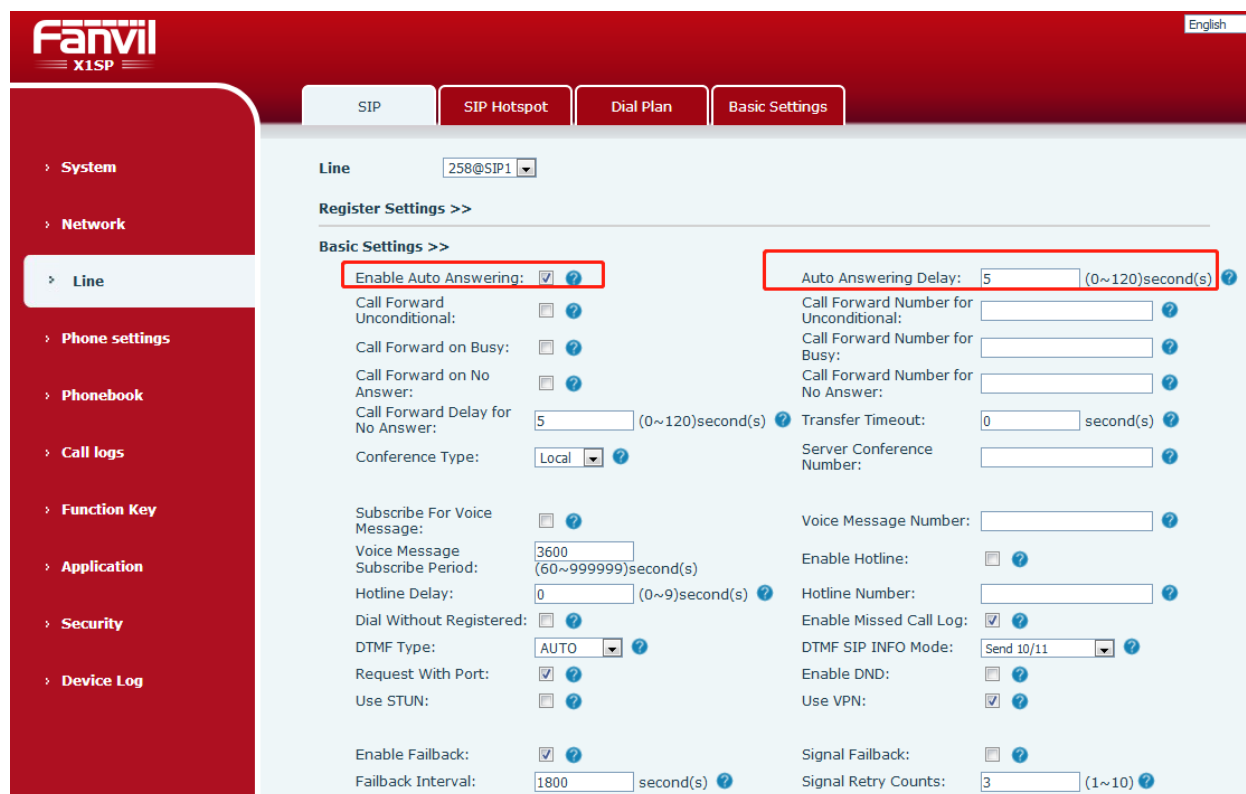 Fanvil
X1SP
English
SIP
SIP Hotspot
Dial Plan
Basic Settings
› System
› Network
› Line
› Phone settings
› Phonebook
› Call logs
› Function Key
› Application
› Security
› Device Log
Line 258@SIP1
Register Settings >>
Basic Settings >>
Enable Auto Answering: ? Auto Answering Delay: 5 (0~120)second(s) ?
Call Forward
Unconditional: ? Call Forward Number for
Unconditional: ?
Call Forward on Busy: ? Call Forward Number for
Busy: ?
Call Forward on No
Answer: ? Call Forward Number for
No Answer: ?
Call Forward Delay for
No Answer: 5 (0~120)second(s) ? Transfer Timeout: 0 second(s) ?
Conference Type: Local ? Server Conference
Number: ?
Subscribe For Voice
Message: ? Voice Message Number: ?
Voice Message
Subscribe Period: 3600
(60~999999)second(s) Enable Hotline: ?
Hotline Delay: 0 (0~9)second(s) ? Hotline Number: ?
Dial Without Registered: ? Enable Missed Call Log: ?
DTMF Type: AUTO ? DTMF SIP INFO Mode: Send 10/11 ?
Request With Port: ? Enable DND: ?
Use STUN: ? Use VPN: ?
Enable Failback: ? Signal Failback: ?
Failback Interval: 1800 second(s) ? Signal Retry Counts: 3 (1~10) ?